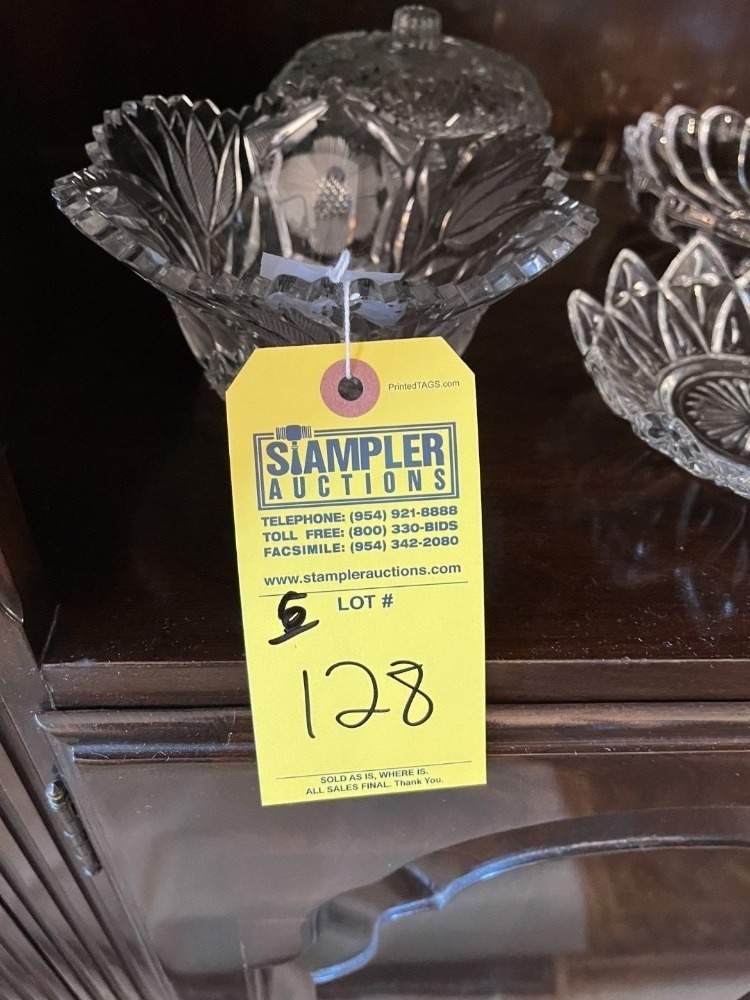 PrintedTAGS.com
STAMPLER
AUCTIONS
TELEPHONE: (954) 921-8888
TOLL FREE: (800) 330-BIDS
FACSIMILE: (954) 342-2080
www.stamplerauctions.com
LOT #
128
SOLD AS IS, WHERE IS.
ALL SALES FINAL. Thank You.